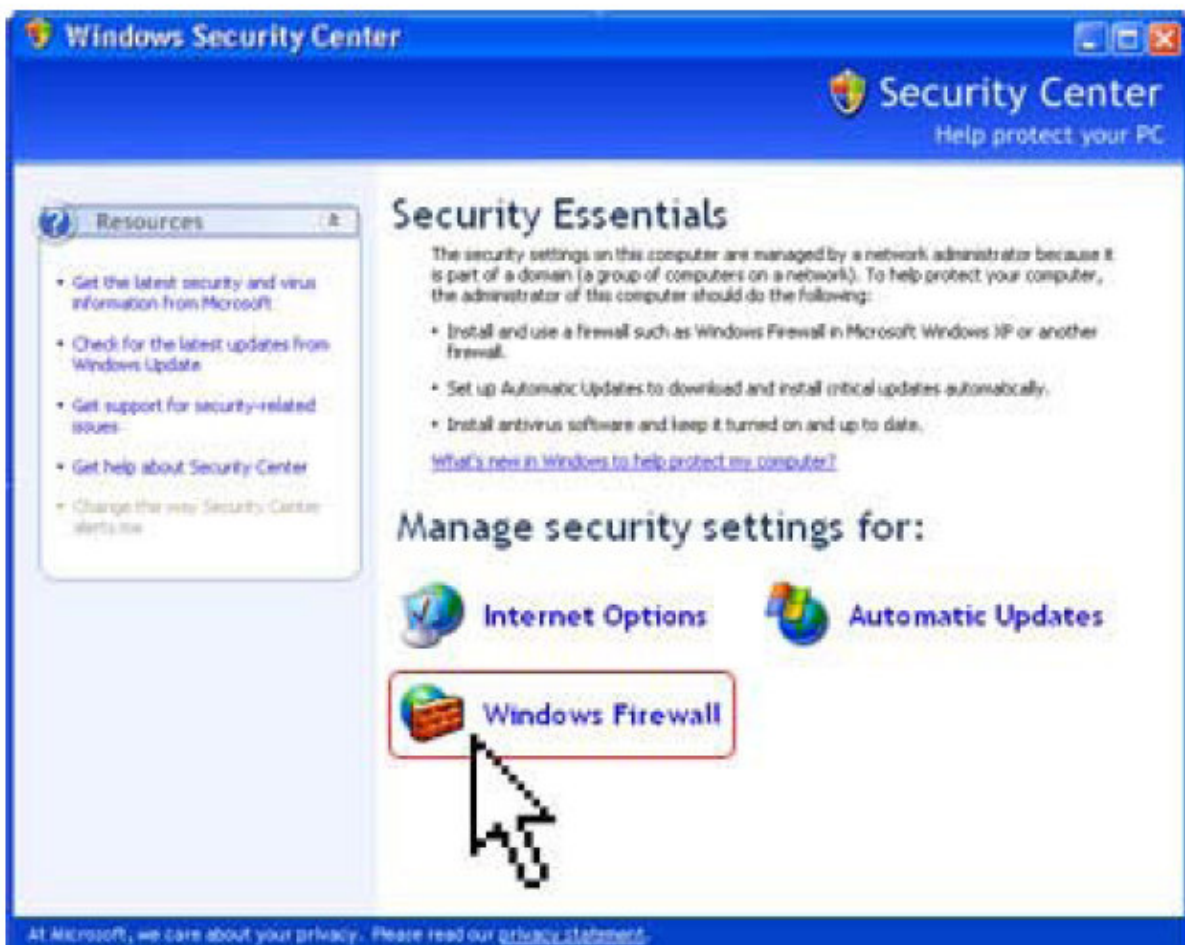 Windows Security Center
Security Center
Help protect your PC
Resources
• Get the latest security and virus
information from Microsoft
• Check for the latest updates from
Windows Update
• Get support for security-related
issues
• Get help about Security Center
• Change the way Security Center
alerts me
Security Essentials
The security settings on this computer are managed by a network administrator because it
is part of a domain (a group of computers on a network). To help protect your computer,
the administrator of this computer should do the following:
• Install and use a firewall such as Windows Firewall in Microsoft Windows XP or another
firewall.
• Set up Automatic Updates to download and install critical updates automatically.
• Install antivirus software and keep it turned on and up to date.
What's new in Windows to help protect my computer?
Manage security settings for:
Internet Options
Automatic Updates
Windows Firewall
At Microsoft, we care about your privacy. Please read our privacy statement.